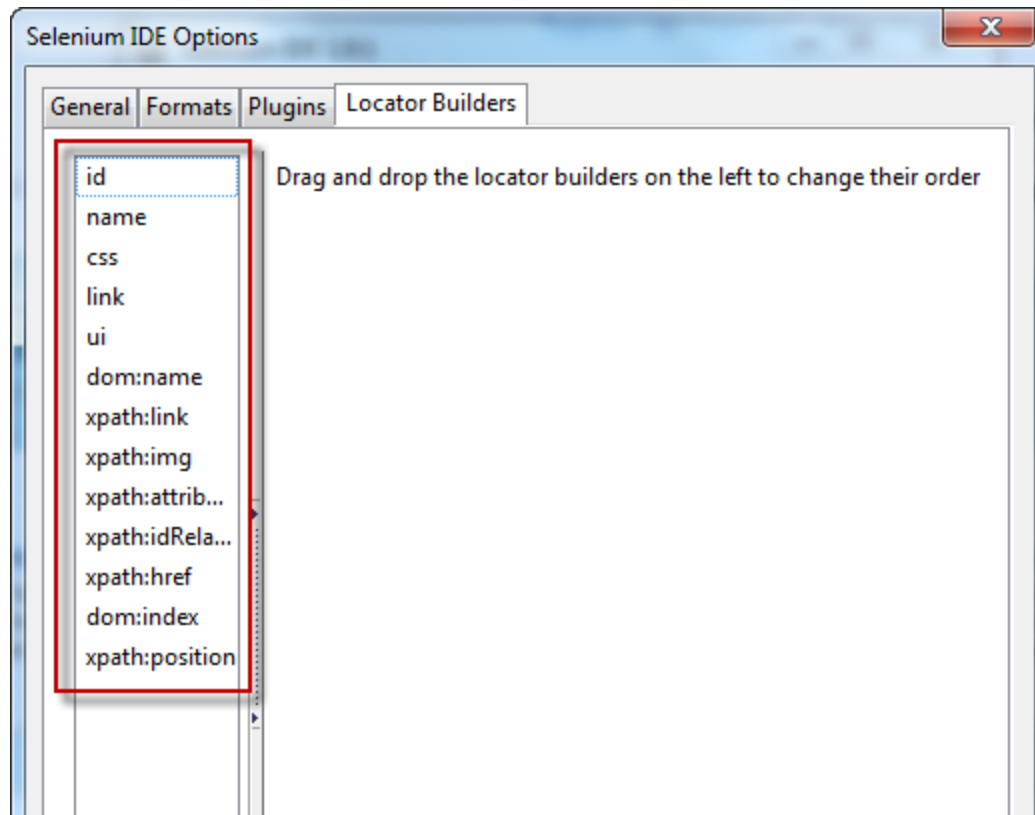 Selenium IDE Options
General Formats Plugins Locator Builders
id
Drag and drop the locator builders on the left to change their order
name
css
link
ui
dom:name
xpath:link
xpath:img
xpath:attrib...
xpath:idRela...
xpath:href
dom:index
xpath:position